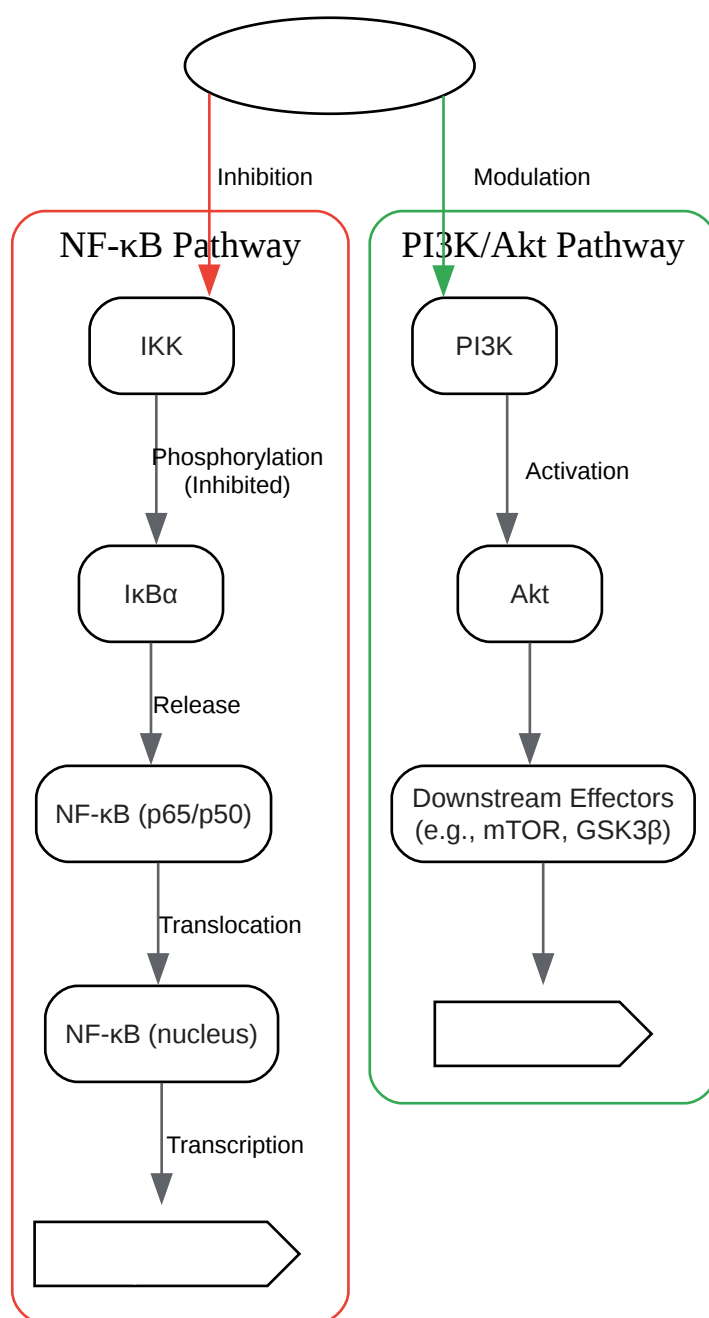 Inhibition
Modulation
NF-κB Pathway
PI3K/Akt Pathway
IKK
PI3K
Phosphorylation
(Inhibited)
Activation
IκBα
Akt
Release
NF-κB (p65/p50)
Downstream Effectors
(e.g., mTOR, GSK3β)
Translocation
NF-κB (nucleus)
Transcription